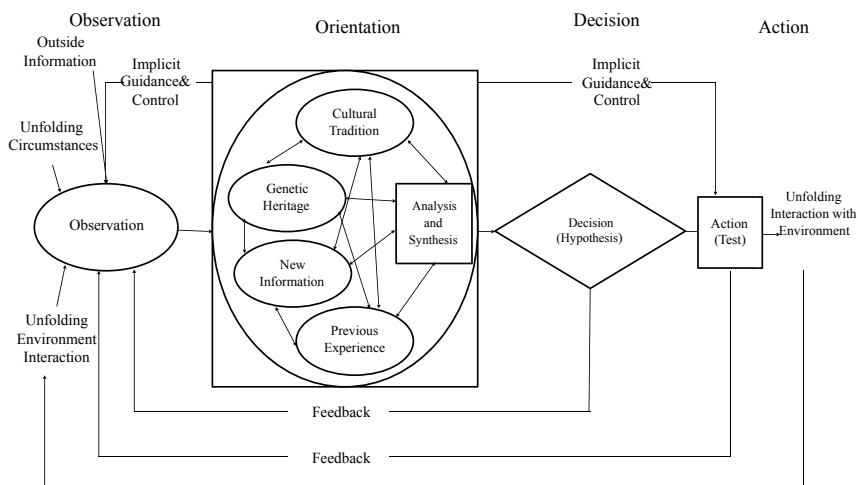 Observation
Orientation
Decision
Action
Outside
Information
Implicit
Guidance&
Control
Implicit
Guidance&
Control
Unfolding
Circumstances
Observation
Unfolding
Environment
Interaction
Cultural
Tradition
Genetic
Heritage
New
Information
Previous
Experience
Analysis
and
Synthesis
Decision
(Hypothesis)
Action
(Test)
Unfolding
Interaction with
Environment
Feedback
Feedback